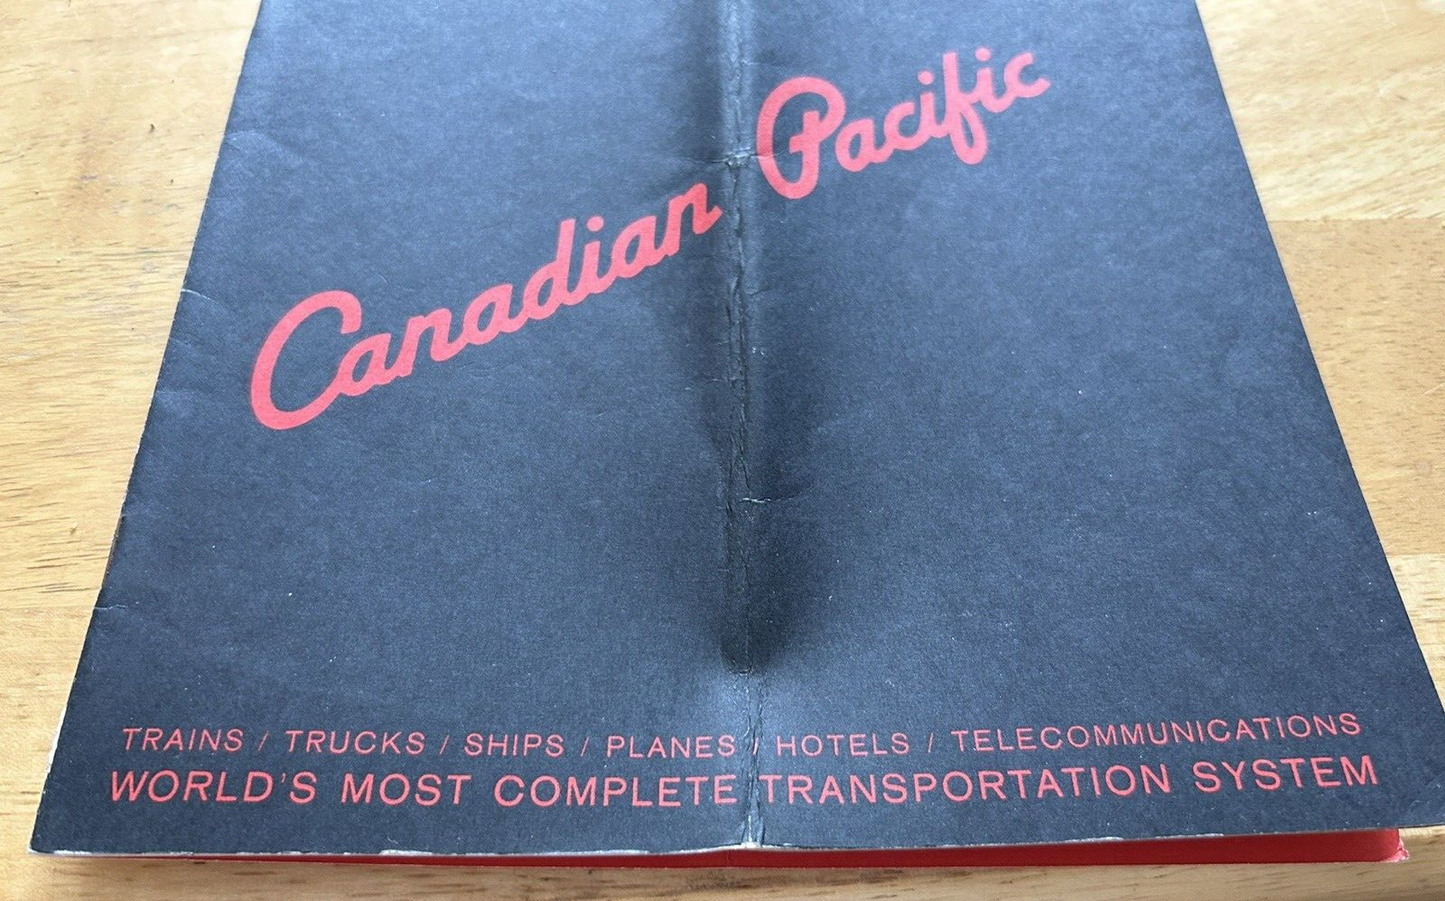 Canadian Pacific
TRAINS / TRUCKS / SHIPS / PLANES / HOTELS / TELECOMMUNICATIONS
WORLD'S MOST COMPLETE TRANSPORTATION SYSTEM